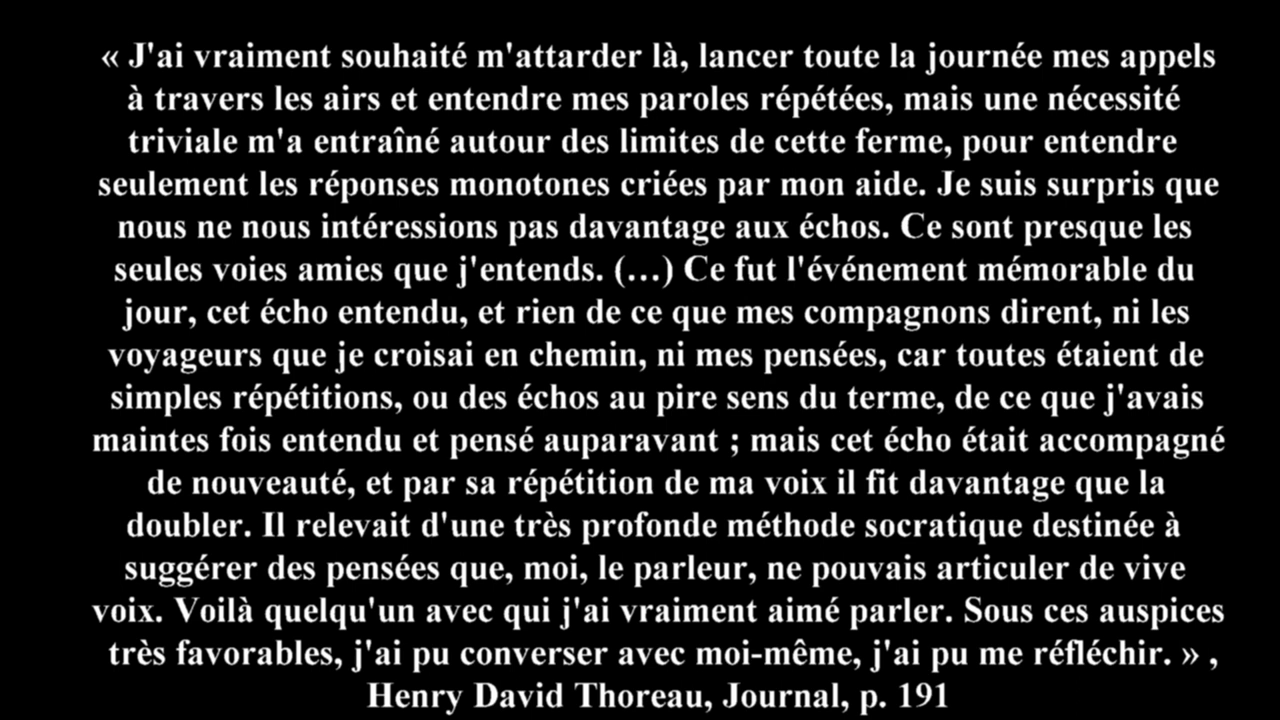 « J'ai vraiment souhaité m'attarder là, lancer toute la journée mes appels
à travers les airs et entendre mes paroles répétées, mais une nécessité
triviale m'a entraîné autour des limites de cette ferme, pour entendre
seulement les réponses monotones criées par mon aide. Je suis surpris que
nous ne nous intéressions pas davantage aux échos. Ce sont presque les
seules voies amies que j'entends. (…) Ce fut l'événement mémorable du
jour, cet écho entendu, et rien de ce que mes compagnons dirent, ni les
voyageurs que je croisai en chemin, ni mes pensées, car toutes étaient de
simples répétitions, ou des échos au pire sens du terme, de ce que j'avais
maintes fois entendu et pensé auparavant ; mais cet écho était accompagné
de nouveauté, et par sa répétition de ma voix il fit davantage que la
doubler. Il relevait d'une très profonde méthode socratique destinée à
suggérer des pensées que, moi, le parleur, ne pouvais articuler de vive
voix. Voilà quelqu'un avec qui j'ai vraiment aimé parler. Sous ces auspices
très favorables, j'ai pu converser avec moi-même, j'ai pu me réfléchir. » ,
Henry David Thoreau, Journal, p. 191